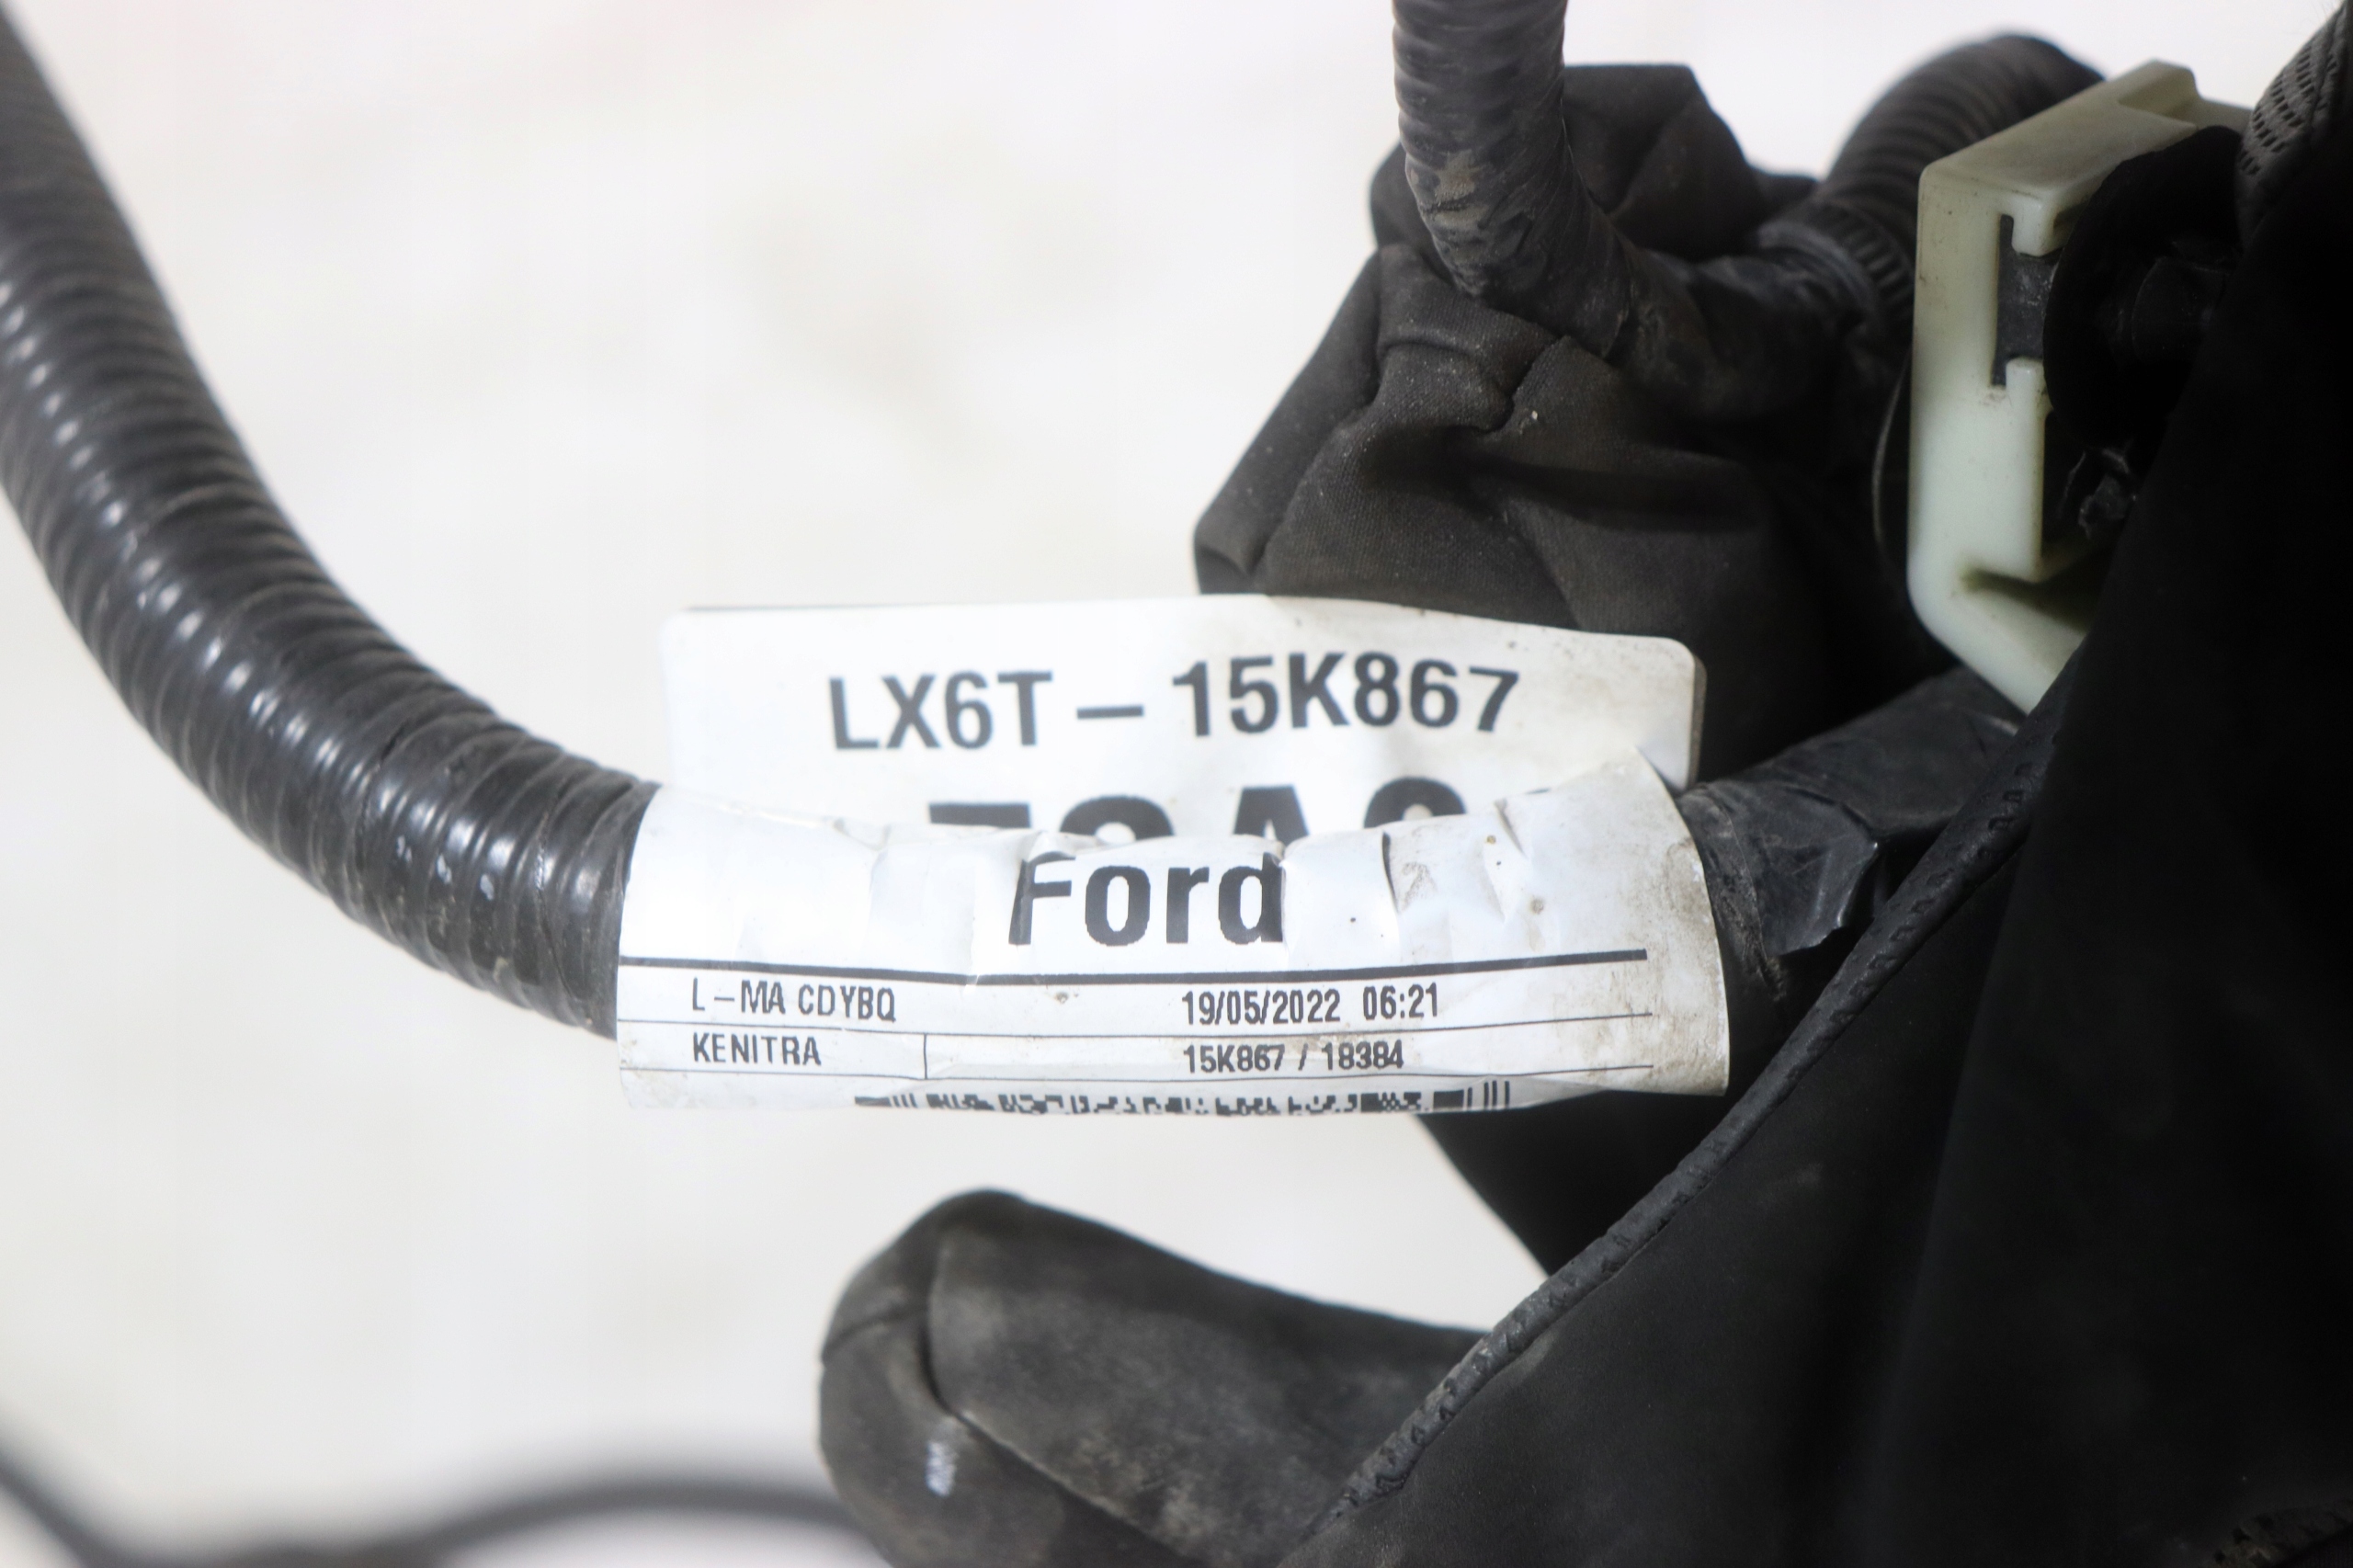 LX6T-15K867
Ford
L-MA CDYBQ 19/05/2022 06:21
KENITRA 15K867 / 18384